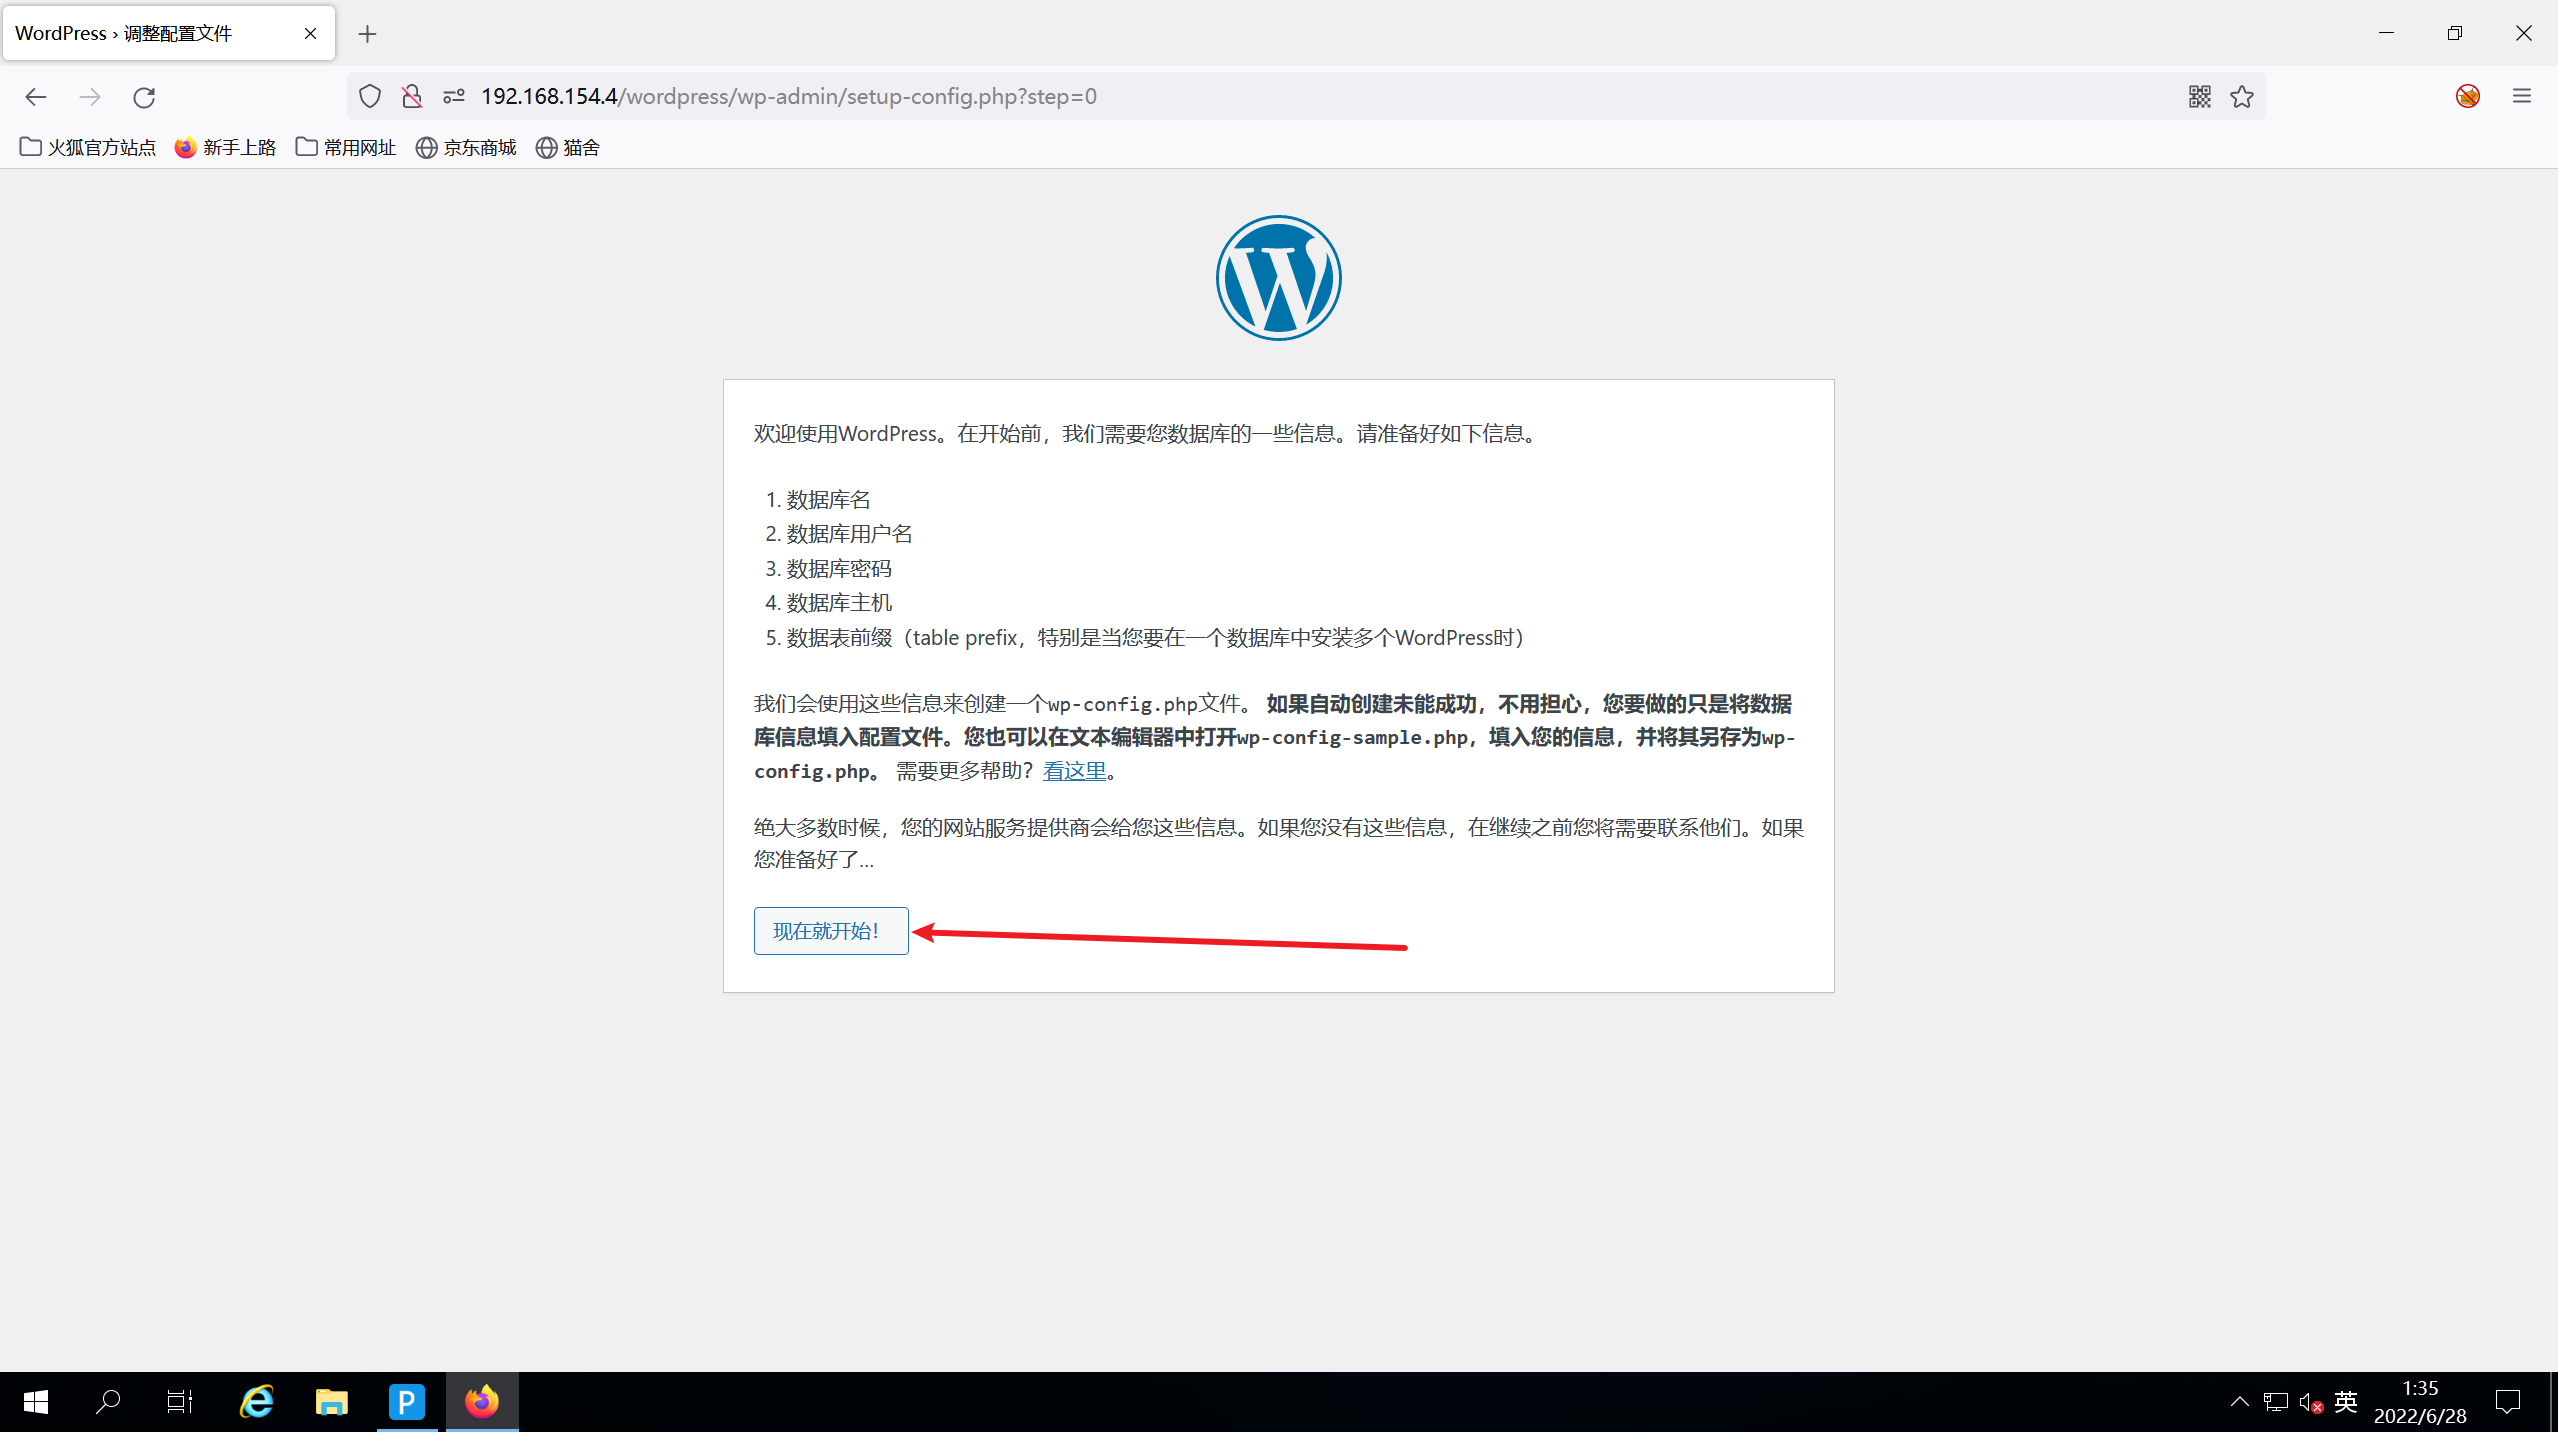 WordPress › 调整配置文件
192.168.154.4/wordpress/wp-admin/setup-config.php?step=0
火狐官方站点 新手上路 常用网址 京东商城 猫舍
欢迎使用WordPress。在开始前，我们需要您数据库的一些信息。请准备好如下信息。
1. 数据库名
2. 数据库用户名
3. 数据库密码
4. 数据库主机
5. 数据表前缀（table prefix，特别是当您要在一个数据库中安装多个WordPress时）
我们会使用这些信息来创建一个wp-config.php文件。 如果自动创建未能成功，不用担心，您要做的只是将数据
库信息填入配置文件。您也可以在文本编辑器中打开wp-config-sample.php，填入您的信息，并将其另存为wp-
config.php。 需要更多帮助？看这里。
绝大多数时候，您的网站服务提供商会给您这些信息。如果您没有这些信息，在继续之前您将需要联系他们。如果
您准备好了…
现在就开始！
P
英
1:35
2022/6/28